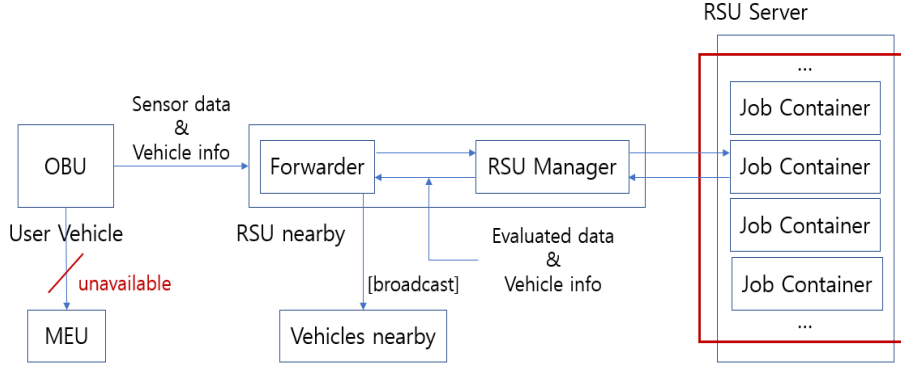 RSU Server
...
Job Container
Sensor data
&
Vehicle info
OBU
Forwarder
RSU Manager
Job Container
User Vehicle
RSU nearby
Evaluated data
&
Vehicle info
Job Container
unavailable
[broadcast]
Job Container
MEU
Vehicles nearby
...